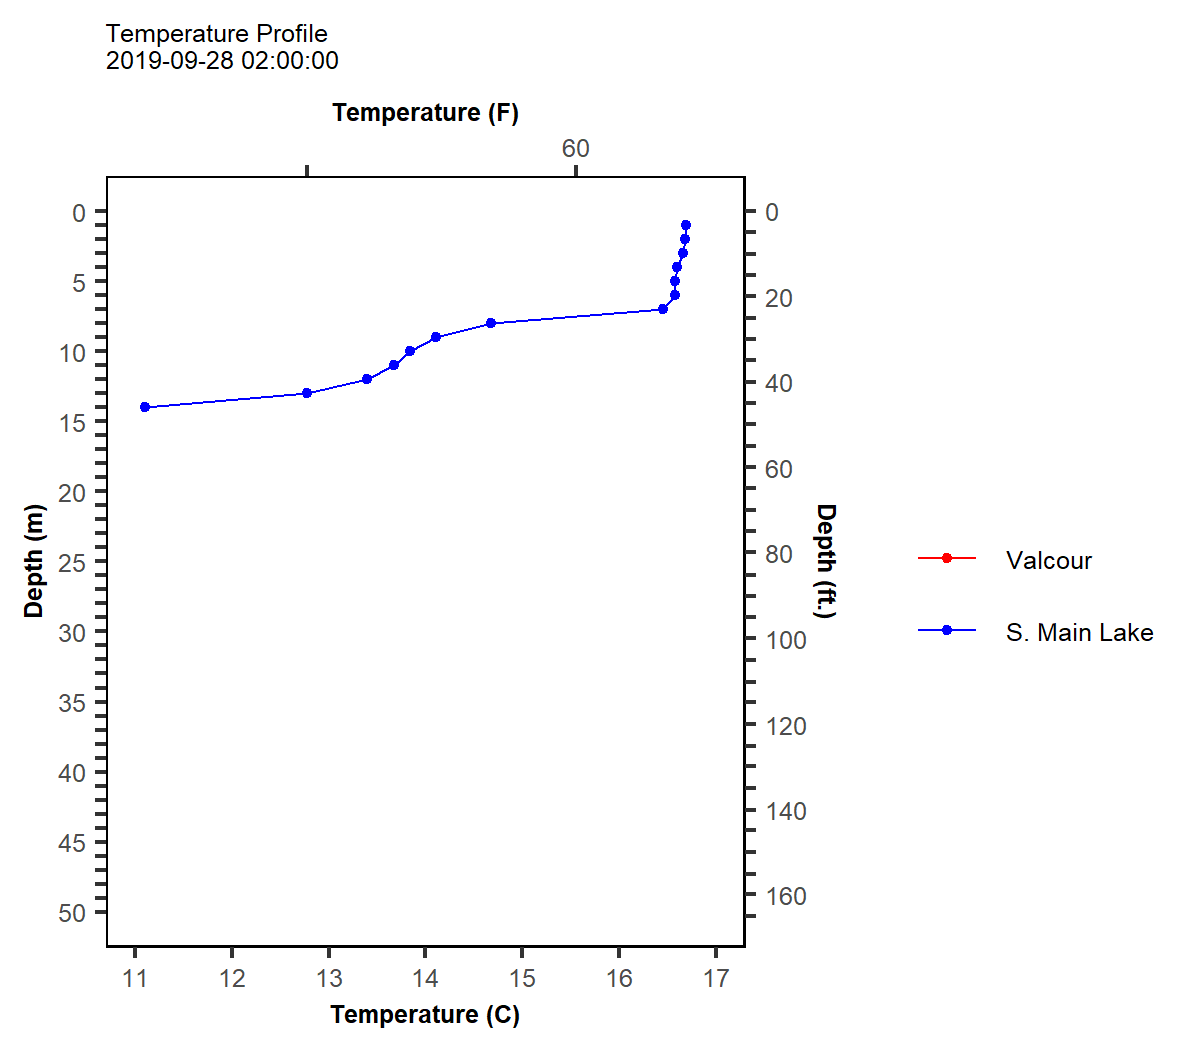 Temperature Profile
2019-09-28 02:00:00
Temperature (F)
60
0
5
10
15
20
25
30
35
40
45
50
Depth (m)
0
20
40
60
80
100
120
140
160
Depth (ft.)
Valcour
S. Main Lake
11 12 13 14 15 16 17
Temperature (C)